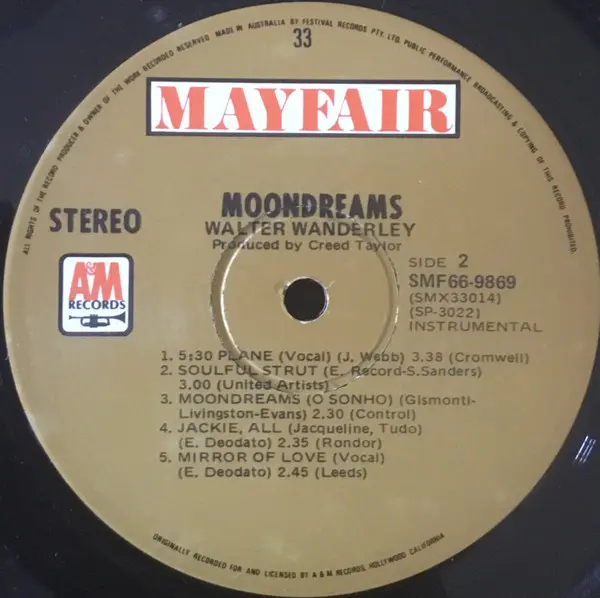 ALL RIGHTS OF THE RECORD PRODUCER & OWNER OF THE WORK RECORDED RESERVED MADE IN AUSTRALIA BY FESTIVAL RECORDS PTY. LTD. PUBLIC PERFORMANCE BROADCASTING & COPYING OF THIS RECORD PROHIBITED.
33
MAYFAIR
MOONDREAMS
WALTER WANDERLEY
Produced by Creed Taylor
STEREO
A&M
RECORDS
SIDE 2
SMF66-9869
(SMX33014)
(SP-3022)
INSTRUMENTAL
1. 5:30 PLANE (Vocal) (J. Webb) 3.38 (Cromwell)
2. SOULFUL STRUT (E. Record-S.Sanders)
3.00 (United Artists)
3. MOONDREAMS (O SONHO) (Gismonti-
Livingston-Evans) 2.30 (Control)
4. JACKIE, ALL (Jacqueline, Tudo)
(E. Deodato) 2.35 (Rondor)
5. MIRROR OF LOVE (Vocal)
(E. Deodato) 2.45 (Leeds)
ORIGINALLY RECORDED FOR AND LICENSED BY A & M RECORDS, HOLLYWOOD CALIFORNIA.